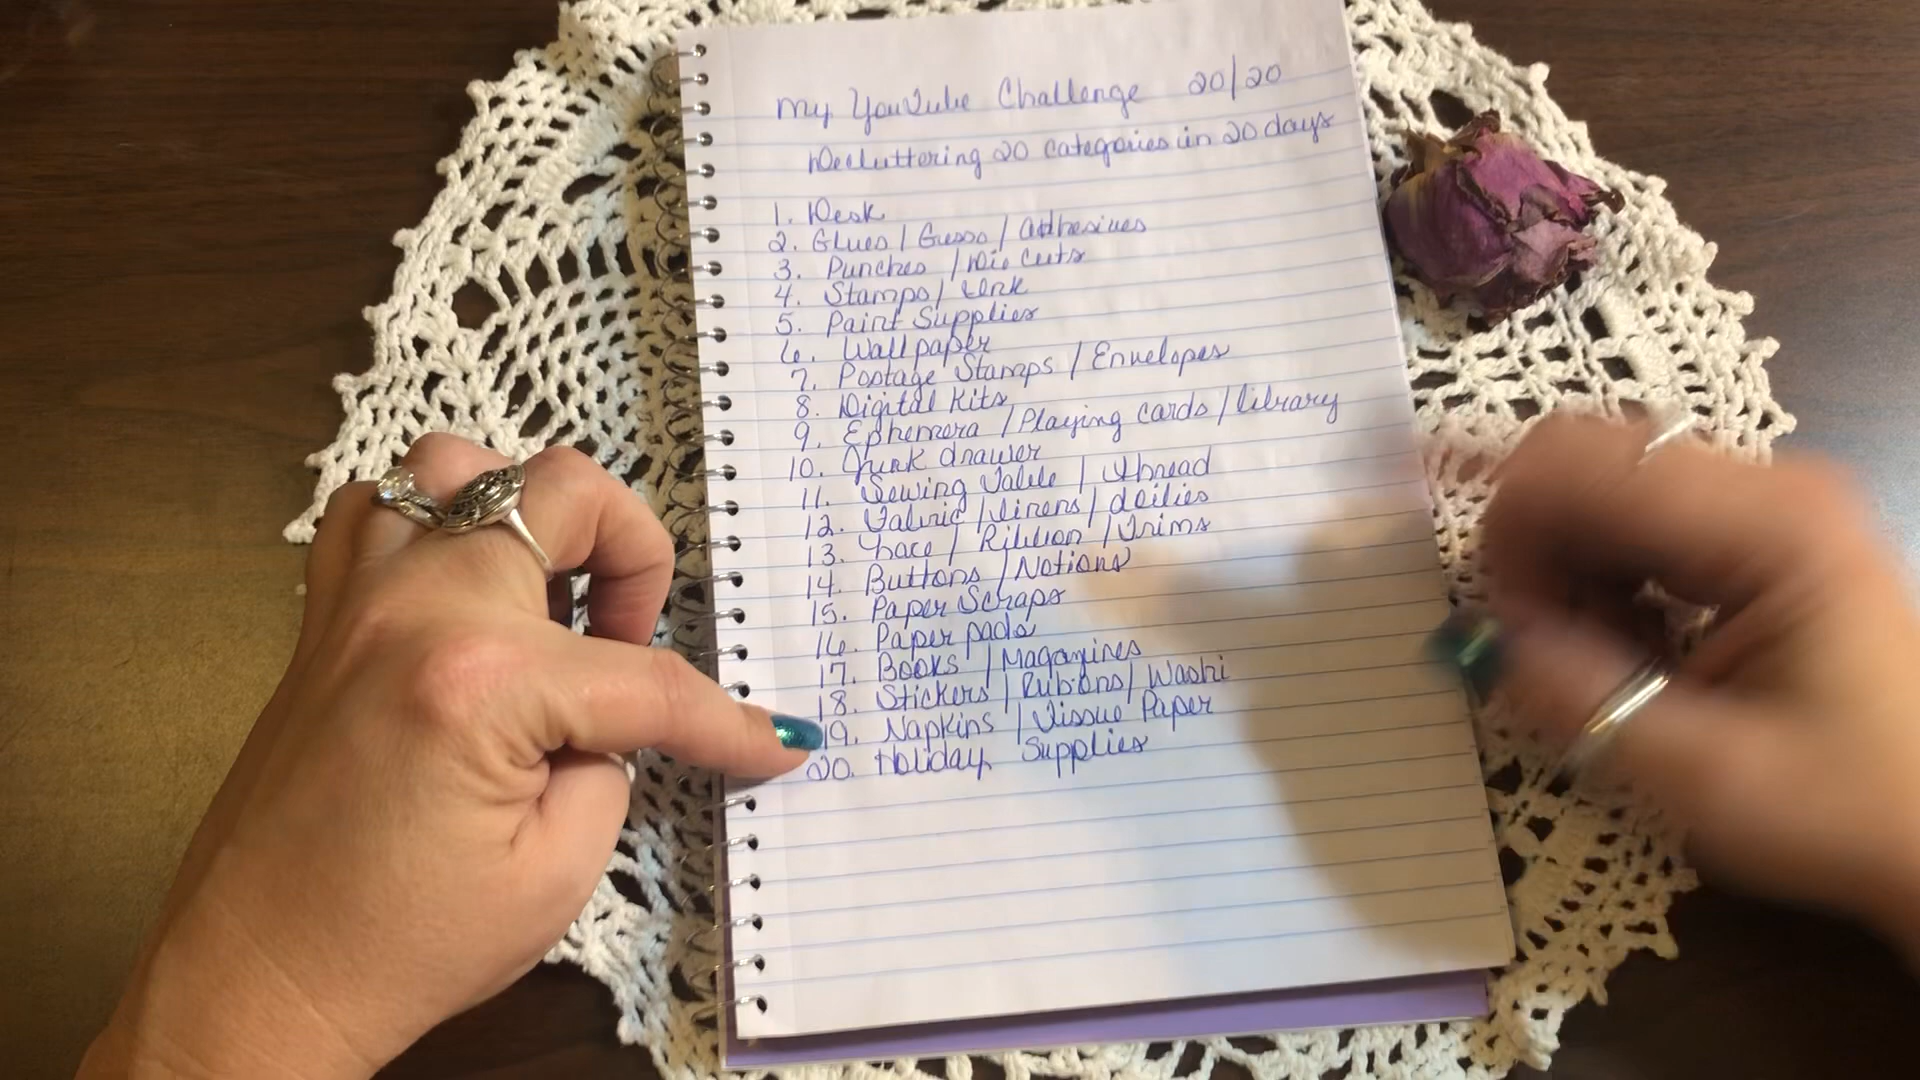 My YouTube Challenge 20/20
Decluttering 20 categories in 20 days
1. Desk
2. Glues / Gesso / Adhesives
3. Punches / Die Cuts
4. Stamps / Ink
5. Paint Supplies
6. Wallpaper
7. Postage Stamps / Envelopes
8. Digital Kits
9. Ephemera / Playing cards / library
10. Junk drawer
11. Sewing Table / Thread
12. Fabric / Linens / doilies
13. Lace / Ribbon / Trims
14. Buttons / Notions
15. Paper Scraps
16. Paper pads
17. Books / Magazines
18. Stickers / Rubons / Washi
19. Napkins / Tissue Paper
20. Holiday Supplies